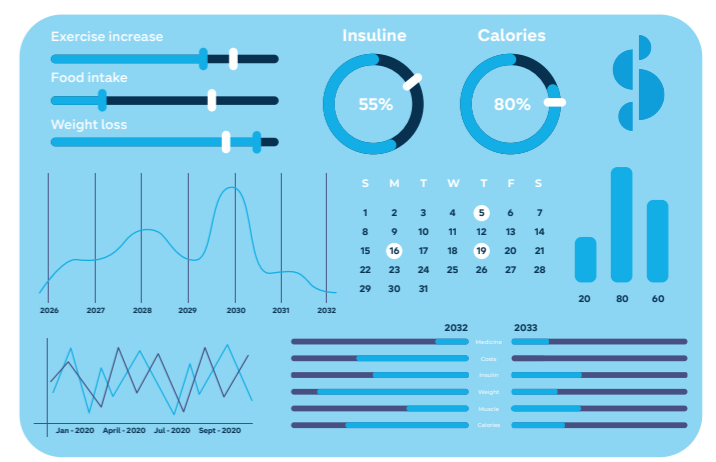 Exercise increase
Food intake
Weight loss
Insuline
Calories
55%
80%
S M T W T F S
1 2 3 4 5 6 7
8 9 10 11 12 13 14
15 16 17 18 19 20 21
22 23 24 25 26 27 28
29 30 31
20 80 60
2026 2027 2028 2029 2030 2031 2032
Jan - 2020 April - 2020 Jul - 2020 Sept - 2020
2032 2033
Medicine
Costs
Insulin
Weight
Muscle
Calories